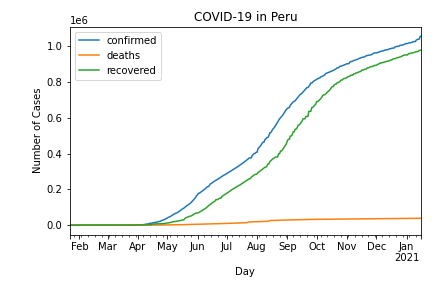 COVID-19 in Peru
1e6
confirmed
deaths
recovered
1.0
0.8
0.6
0.4
0.2
0.0
Number of Cases
Feb Mar Apr May Jun Jul Aug Sep Oct Nov Dec Jan
2021
Day